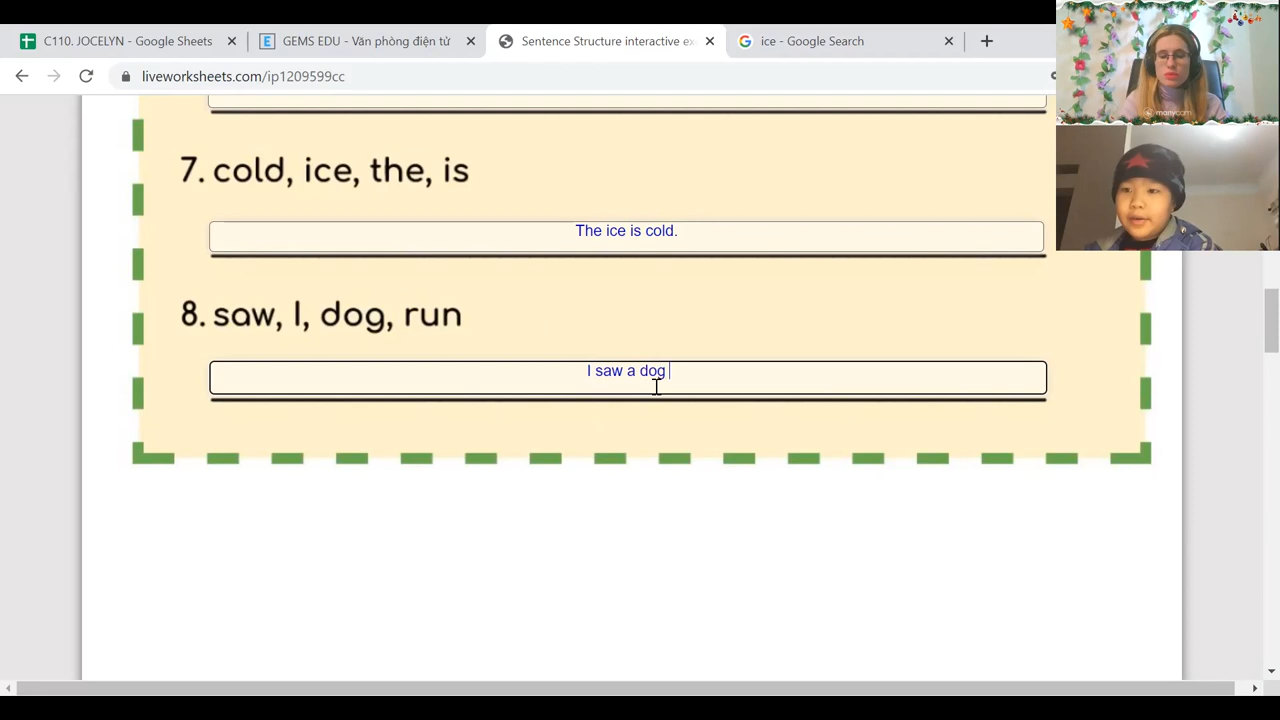 C110. JOCELYN - Google Sheets
GEMS EDU - Văn phòng điện tử
Sentence Structure interactive ex
ice - Google Search
liveworksheets.com/ip1209599cc
manycam
7. cold, ice, the, is
The ice is cold.
8. saw, I, dog, run
I saw a dog